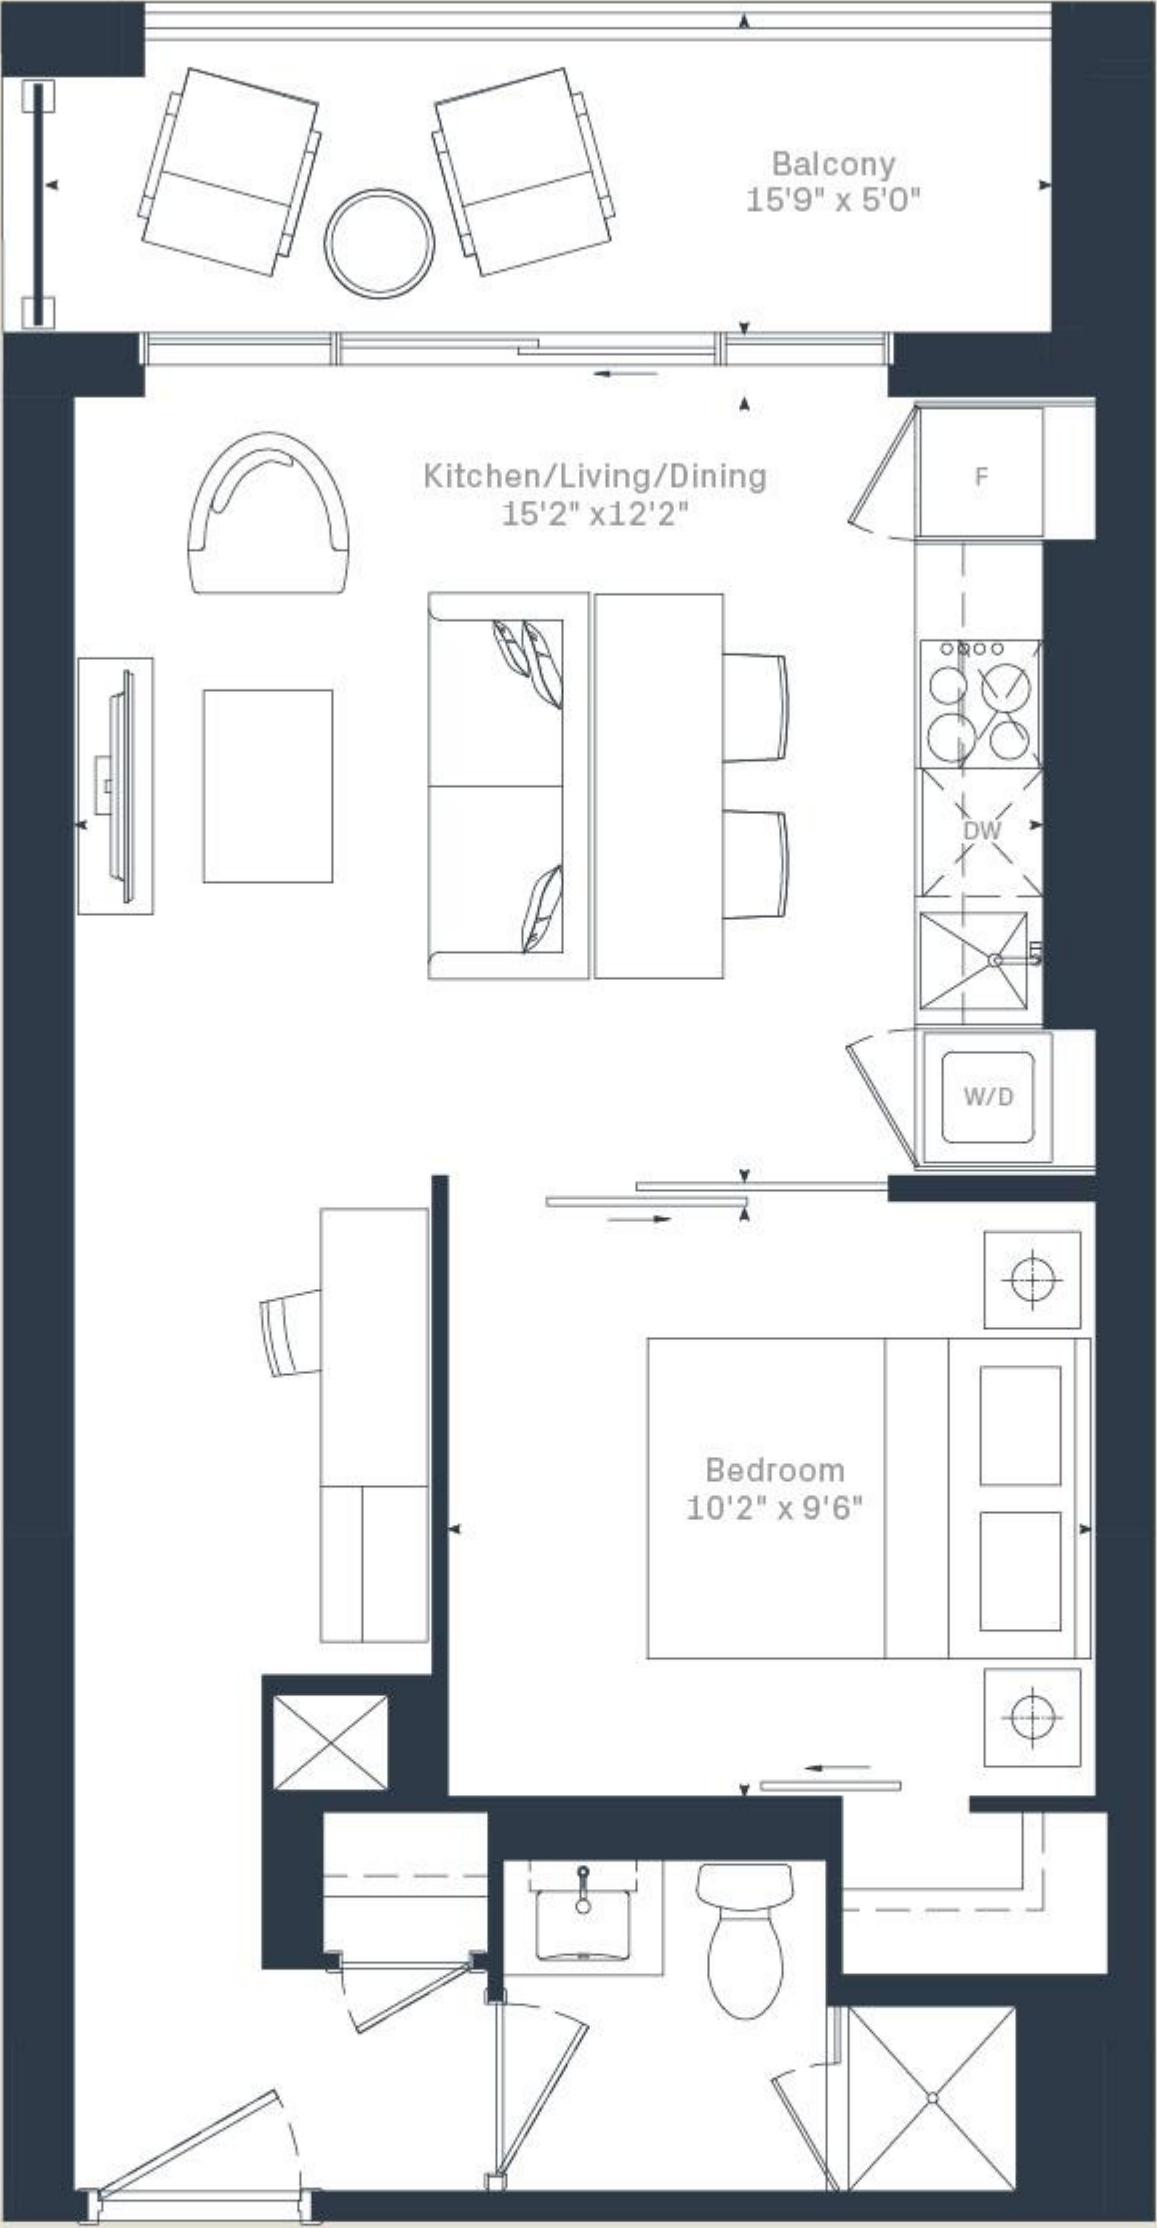 Balcony
15'9" x 5'0"
Kitchen/Living/Dining
15'2" x12'2"
F
DW
W/D
Bedroom
10'2" x 9'6"